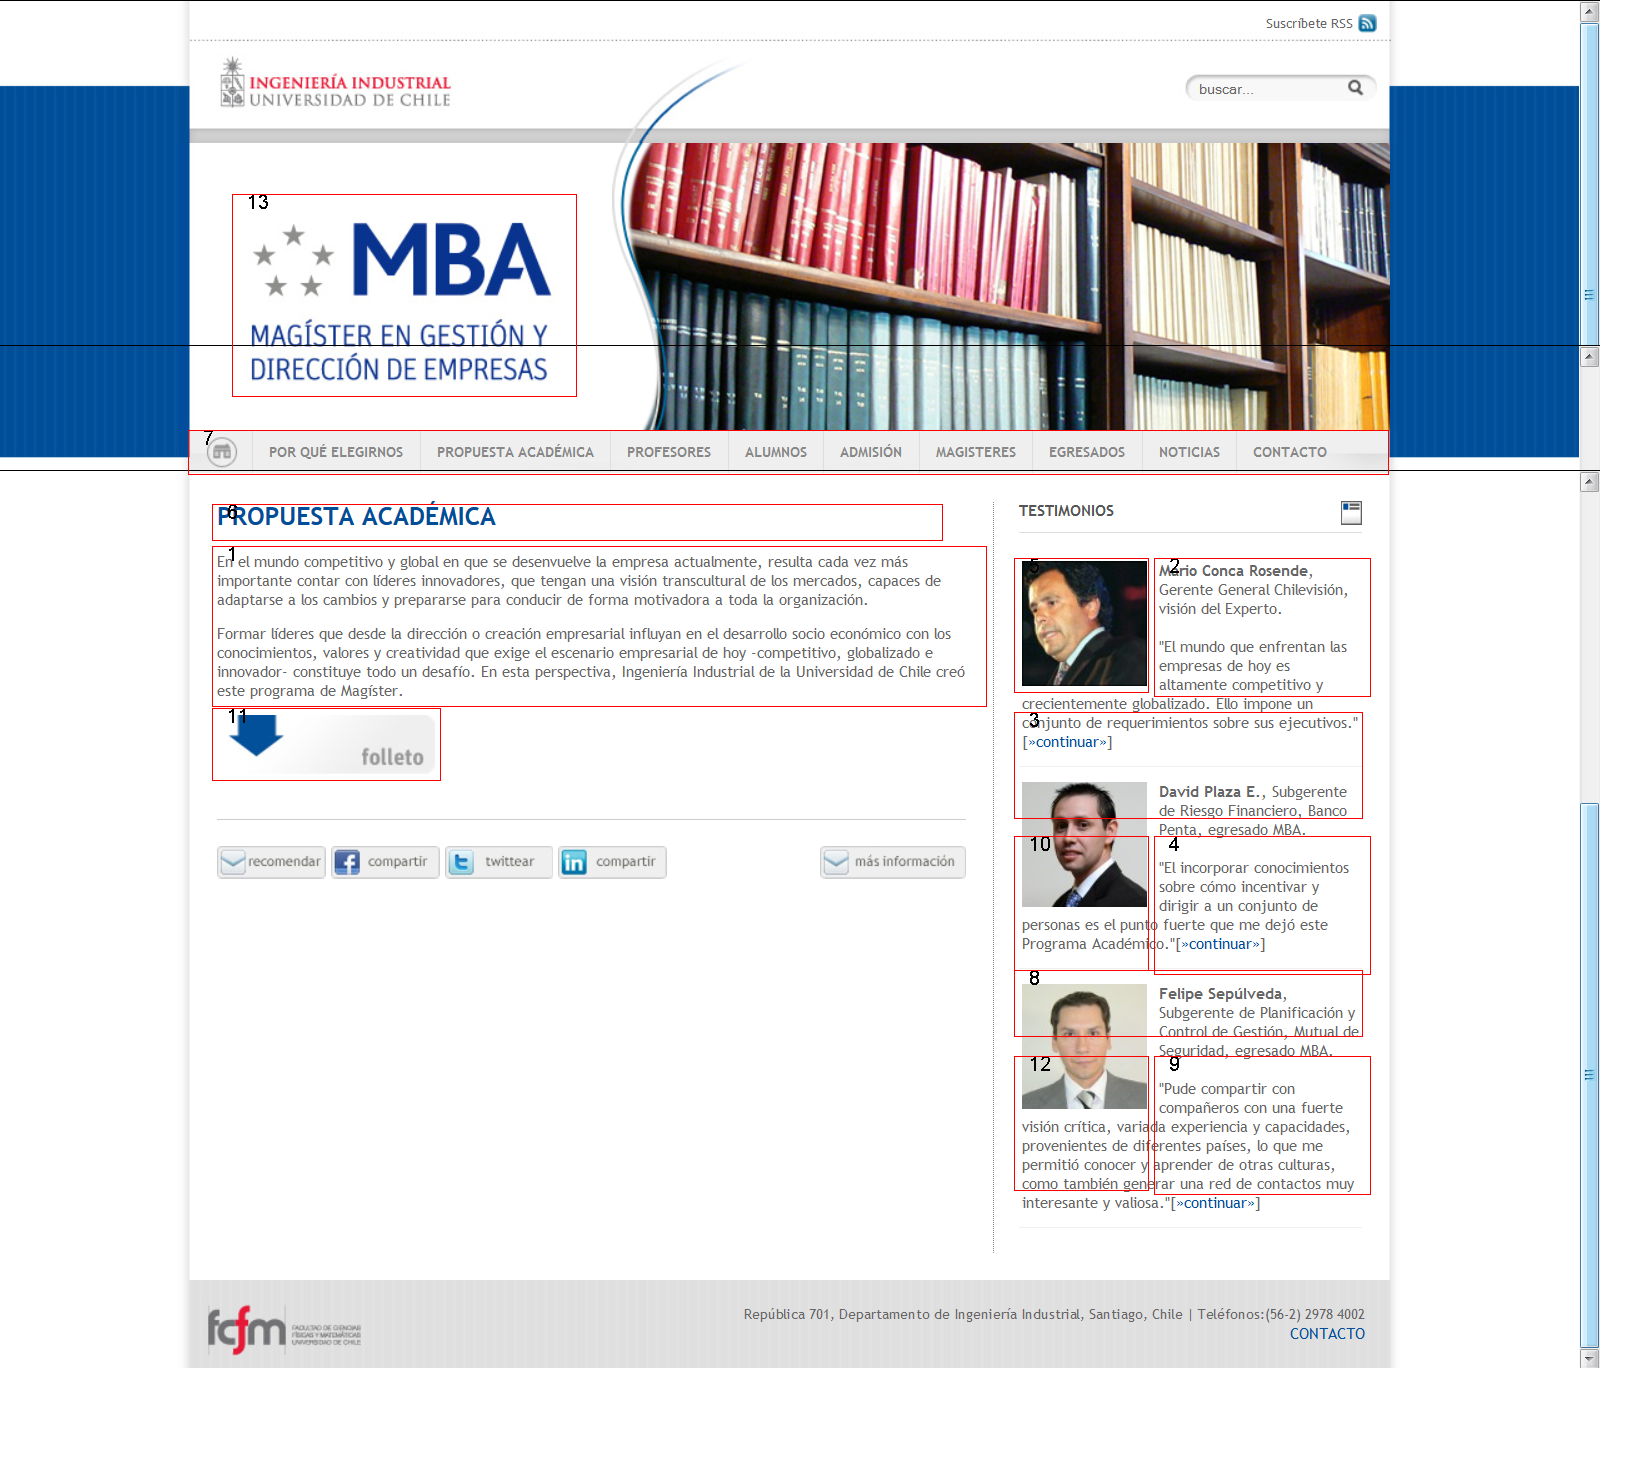 Suscríbete RSS
INGENIERÍA INDUSTRIAL
UNIVERSIDAD DE CHILE
buscar...
13
MBA
MAGÍSTER EN GESTIÓN Y
DIRECCIÓN DE EMPRESAS
7
POR QUÉ ELEGIRNOS PROPUESTA ACADÉMICA PROFESORES ALUMNOS ADMISIÓN MAGISTERES EGRESADOS NOTICIAS CONTACTO
6
PROPUESTA ACADÉMICA
1
En el mundo competitivo y global en que se desenvuelve la empresa actualmente, resulta cada vez más
importante contar con líderes innovadores, que tengan una visión transcultural de los mercados, capaces de
adaptarse a los cambios y prepararse para conducir de forma motivadora a toda la organización.
Formar líderes que desde la dirección o creación empresarial influyan en el desarrollo socio económico con los
conocimientos, valores y creatividad que exige el escenario empresarial de hoy -competitivo, globalizado e
innovador- constituye todo un desafío. En esta perspectiva, Ingeniería Industrial de la Universidad de Chile creó
este programa de Magíster.
11
folleto
recomendar compartir twittear compartir más información
TESTIMONIOS
5
2
Mario Conca Rosende,
Gerente General Chilevisión,
visión del Experto.
"El mundo que enfrentan las
empresas de hoy es
altamente competitivo y
crecientemente globalizado. Ello impone un
3
conjunto de requerimientos sobre sus ejecutivos."
[»continuar»]
David Plaza E., Subgerente
de Riesgo Financiero, Banco
Penta, egresado MBA.
10
4
"El incorporar conocimientos
sobre cómo incentivar y
dirigir a un conjunto de
personas es el punto fuerte que me dejó este
Programa Académico."[»continuar»]
8
Felipe Sepúlveda,
Subgerente de Planificación y
Control de Gestión, Mutual de
Seguridad, egresado MBA.
12
9
"Pude compartir con
compañeros con una fuerte
visión crítica, variada experiencia y capacidades,
provenientes de diferentes países, lo que me
permitió conocer y aprender de otras culturas,
como también generar una red de contactos muy
interesante y valiosa."[»continuar»]
fcfm
FACULTAD DE CIENCIAS
FÍSICAS Y MATEMÁTICAS
UNIVERSIDAD DE CHILE
República 701, Departamento de Ingeniería Industrial, Santiago, Chile | Teléfonos:(56-2) 2978 4002
CONTACTO